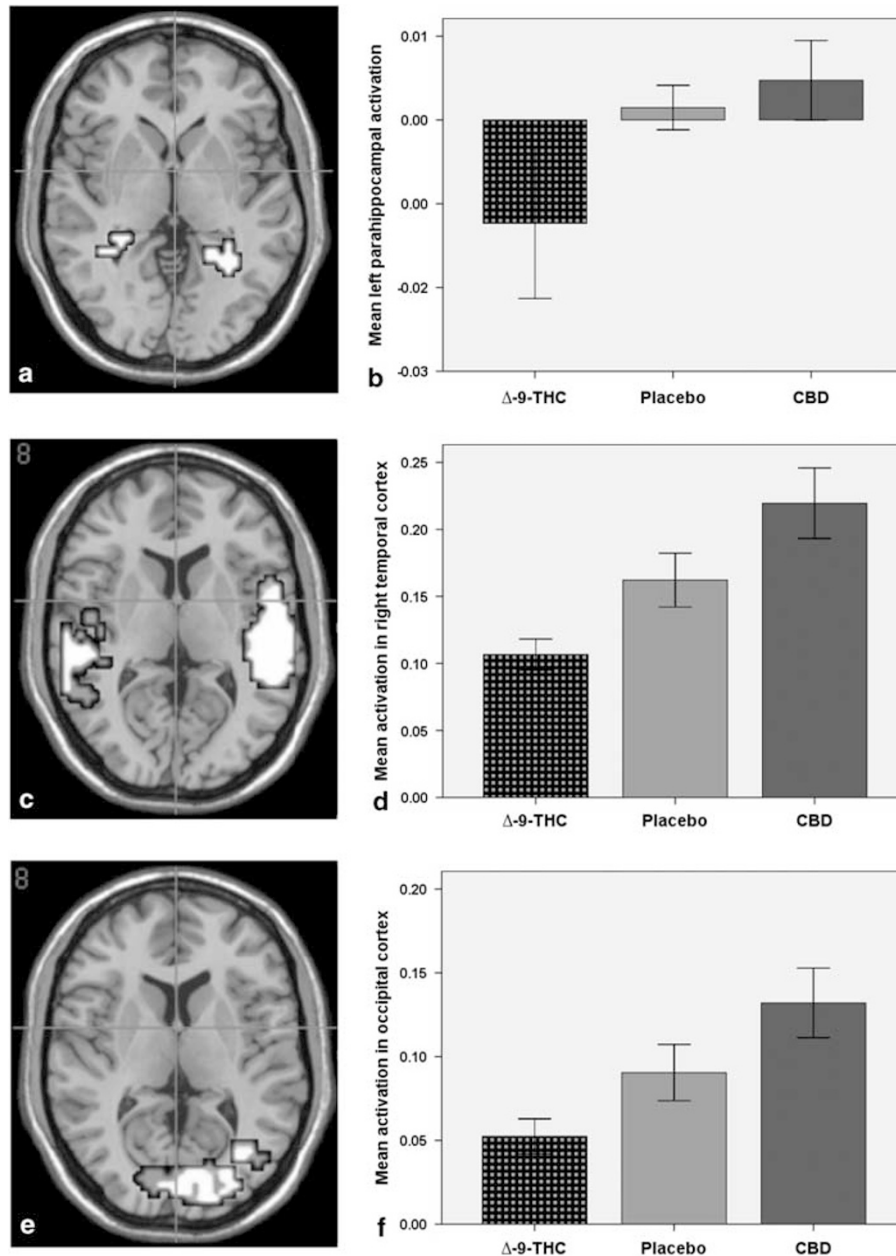 a
Mean left parahippocampal activation
0.01
0.00
0.00
-0.02
-0.03
b
Δ-9-THC Placebo CBD
8
c
Mean activation in right temporal cortex
0.25
0.20
0.15
0.10
0.05
0.00
d
Δ-9-THC Placebo CBD
8
e
Mean activation in occipital cortex
0.20
0.15
0.10
0.05
0.00
f
Δ-9-THC Placebo CBD